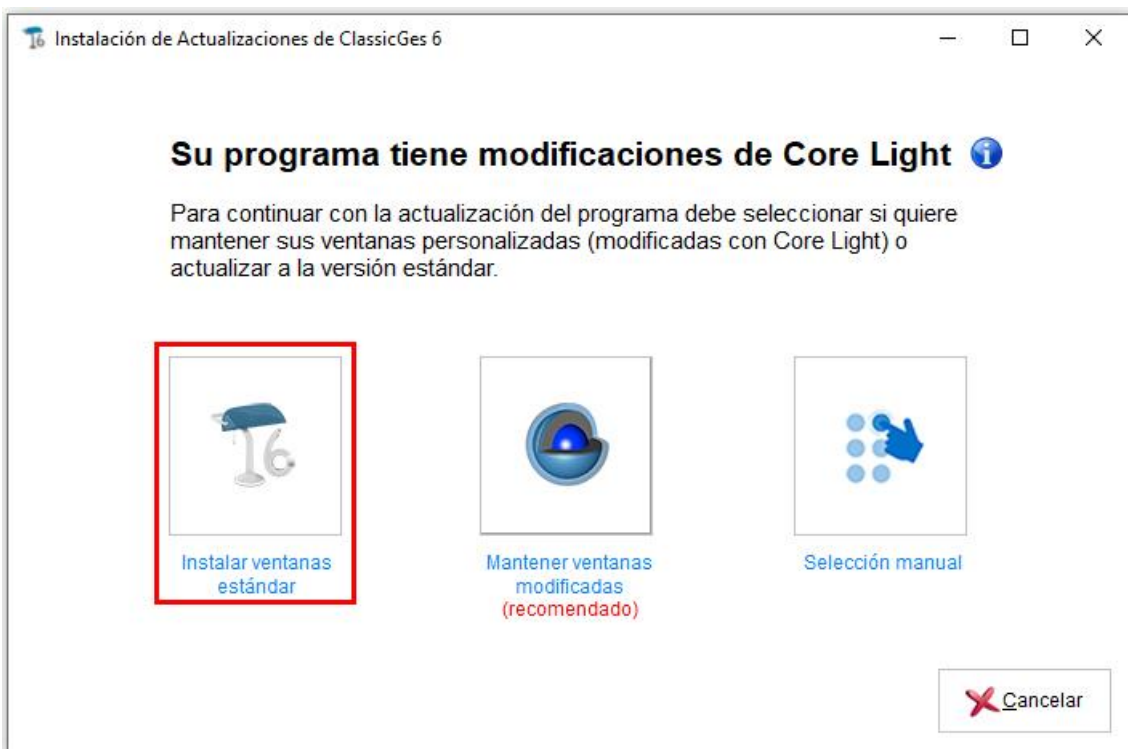 Instalación de Actualizaciones de ClassicGes 6
Su programa tiene modificaciones de Core Light
Para continuar con la actualización del programa debe seleccionar si quiere
mantener sus ventanas personalizadas (modificadas con Core Light) o
actualizar a la versión estándar.
Instalar ventanas
estándar
Mantener ventanas
modificadas
(recomendado)
Selección manual
Cancelar